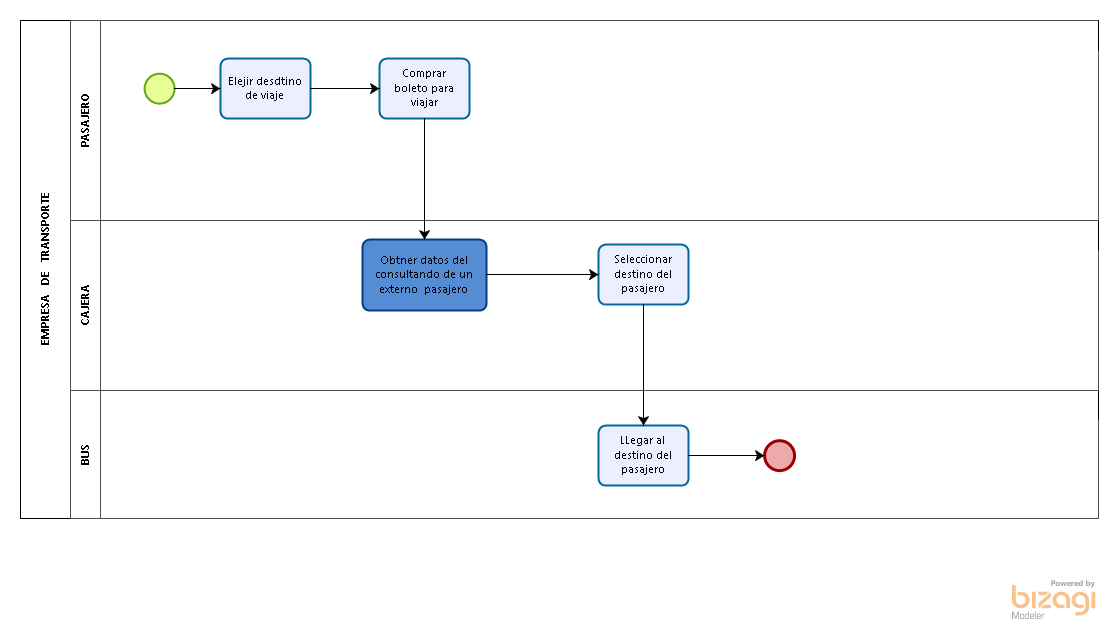 EMPRESA DE TRANSPORTE
PASAJERO
Elejir desdtino
de viaje
Comprar
boleto para
viajar
CAJERA
Obtner datos del
consultando de un
externo pasajero
Seleccionar
destino del
pasajero
BUS
LLegar al
destino del
pasajero
Powered by
bizagi
Modeler